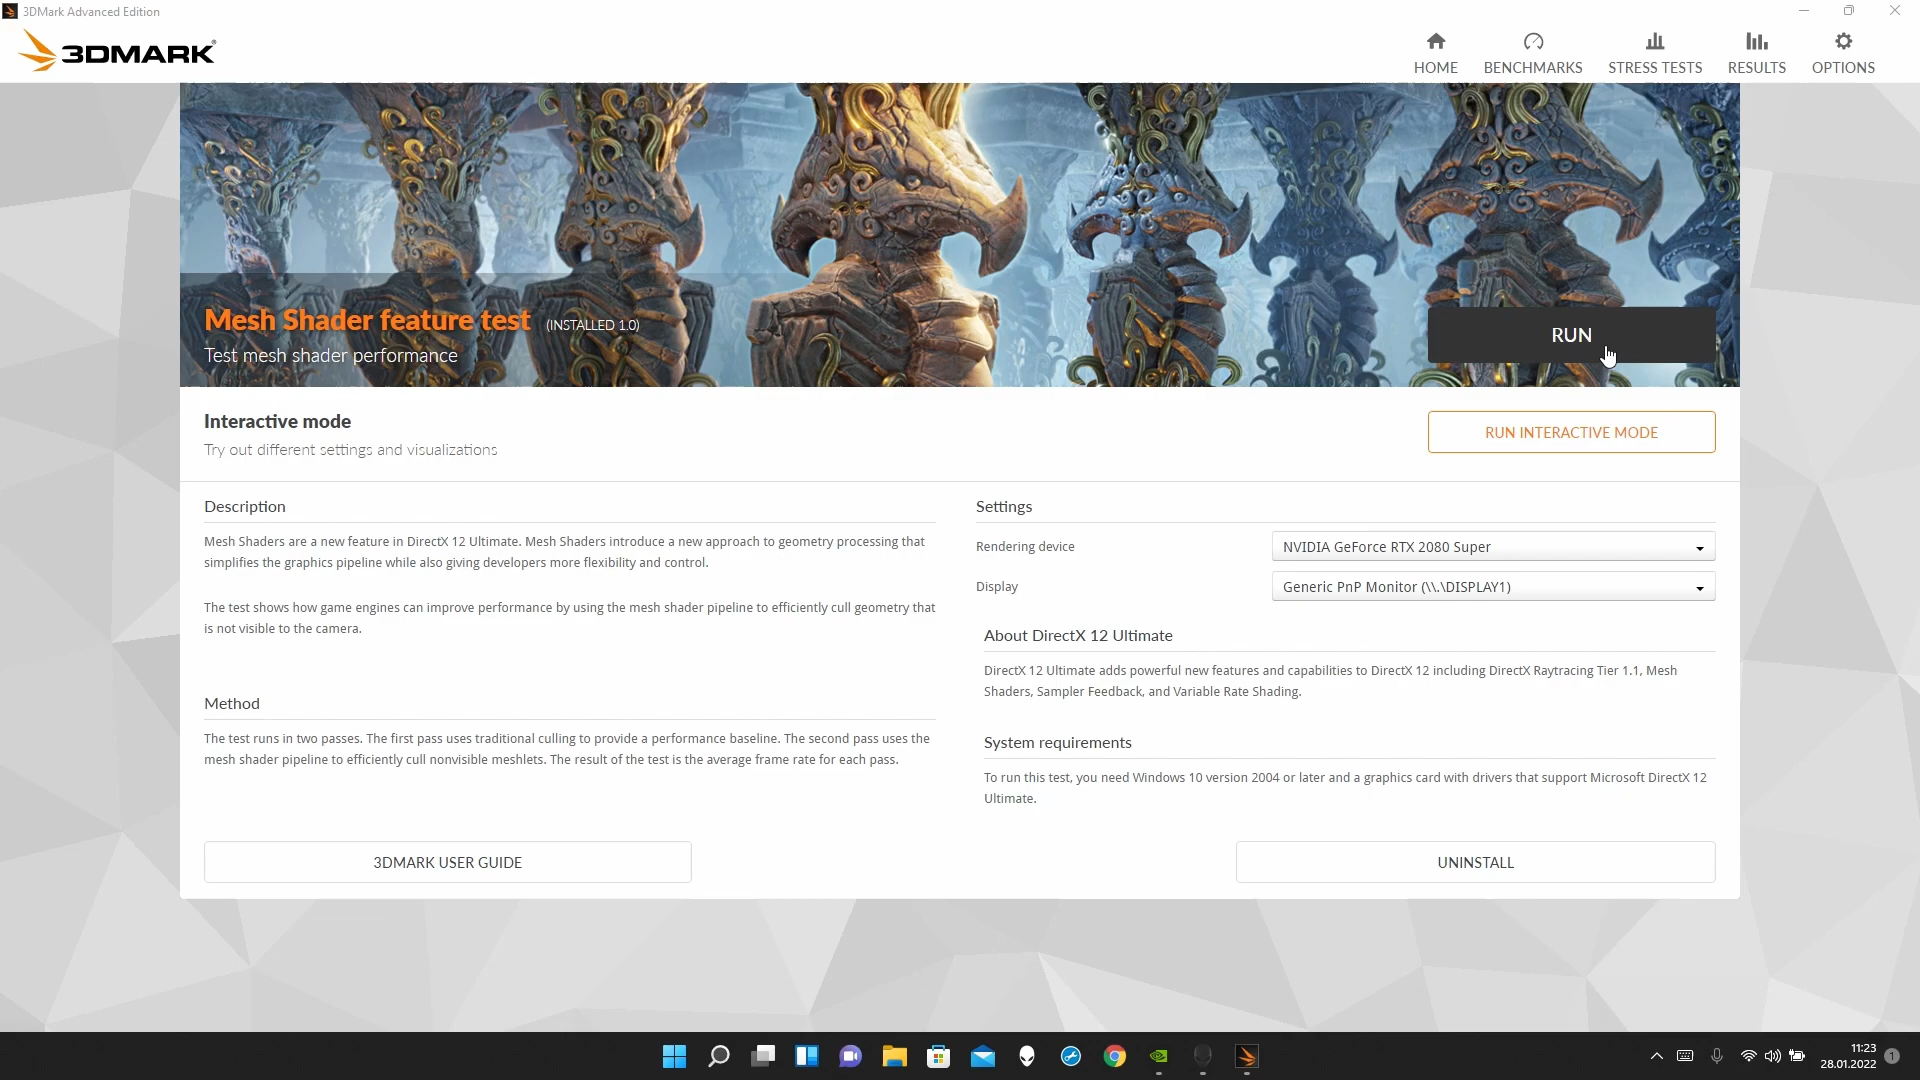 3DMark Advanced Edition
3DMARK
HOME
BENCHMARKS
STRESS TESTS
RESULTS
OPTIONS
Mesh Shader feature test (INSTALLED 1.0)
Test mesh shader performance
RUN
Interactive mode
Try out different settings and visualizations
RUN INTERACTIVE MODE
Description
Mesh Shaders are a new feature in DirectX 12 Ultimate. Mesh Shaders introduce a new approach to geometry processing that
simplifies the graphics pipeline while also giving developers more flexibility and control.
The test shows how game engines can improve performance by using the mesh shader pipeline to efficiently cull geometry that
is not visible to the camera.
Method
The test runs in two passes. The first pass uses traditional culling to provide a performance baseline. The second pass uses the
mesh shader pipeline to efficiently cull nonvisible meshlets. The result of the test is the average frame rate for each pass.
3DMARK USER GUIDE
Settings
Rendering device
NVIDIA GeForce RTX 2080 Super
Display
Generic PnP Monitor (\\.\DISPLAY1)
About DirectX 12 Ultimate
DirectX 12 Ultimate adds powerful new features and capabilities to DirectX 12 including DirectX Raytracing Tier 1.1, Mesh
Shaders, Sampler Feedback, and Variable Rate Shading.
System requirements
To run this test, you need Windows 10 version 2004 or later and a graphics card with drivers that support Microsoft DirectX 12
Ultimate.
UNINSTALL
11:23
28.01.2022
1